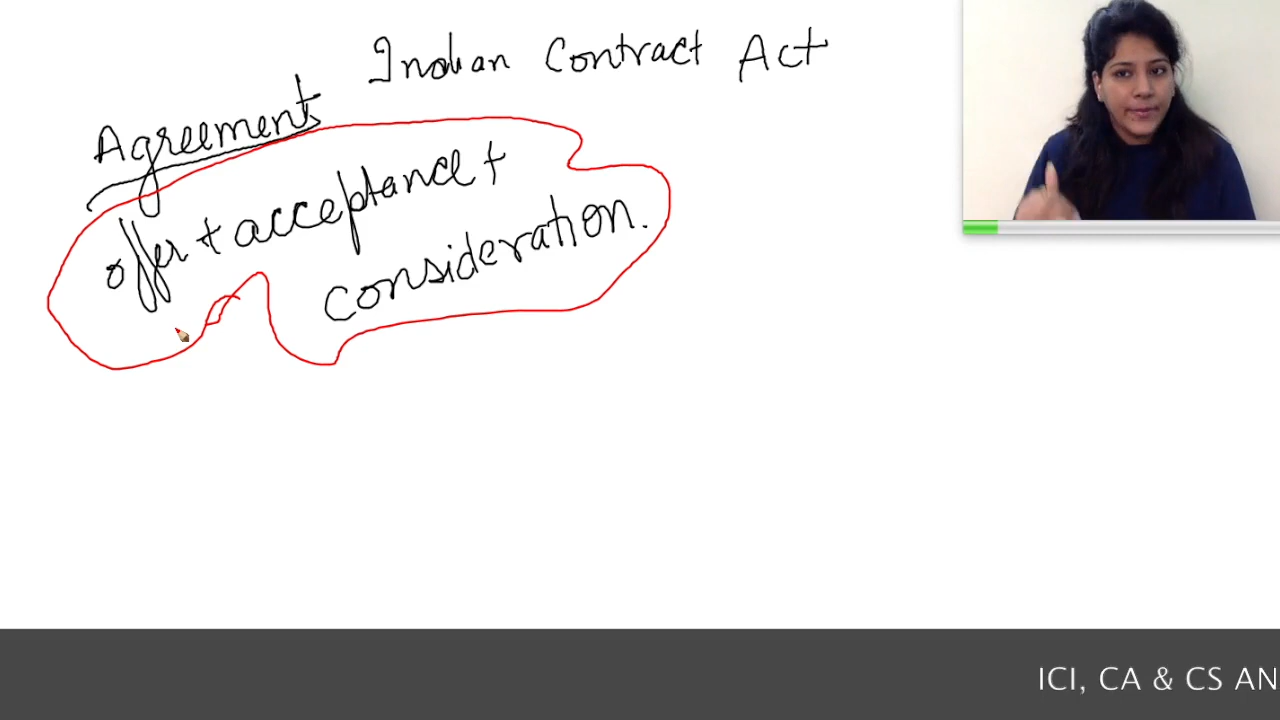 Indian Contract Act
Agreement
offer + acceptance +
consideration.
ICI, CA & CS AN